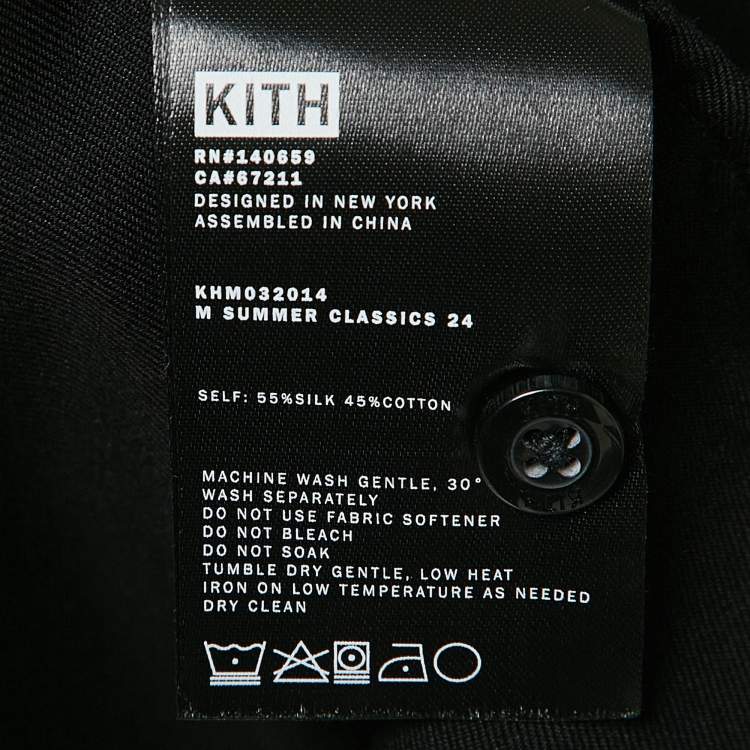 KITH
RN#140659
CA#67211
DESIGNED IN NEW YORK
ASSEMBLED IN CHINA
KHM032014
M SUMMER CLASSICS 24
SELF: 55%SILK 45%COTTON
MACHINE WASH GENTLE, 30°
WASH SEPARATELY
DO NOT USE FABRIC SOFTENER
DO NOT BLEACH
DO NOT SOAK
TUMBLE DRY GENTLE, LOW HEAT
IRON ON LOW TEMPERATURE AS NEEDED
DRY CLEAN